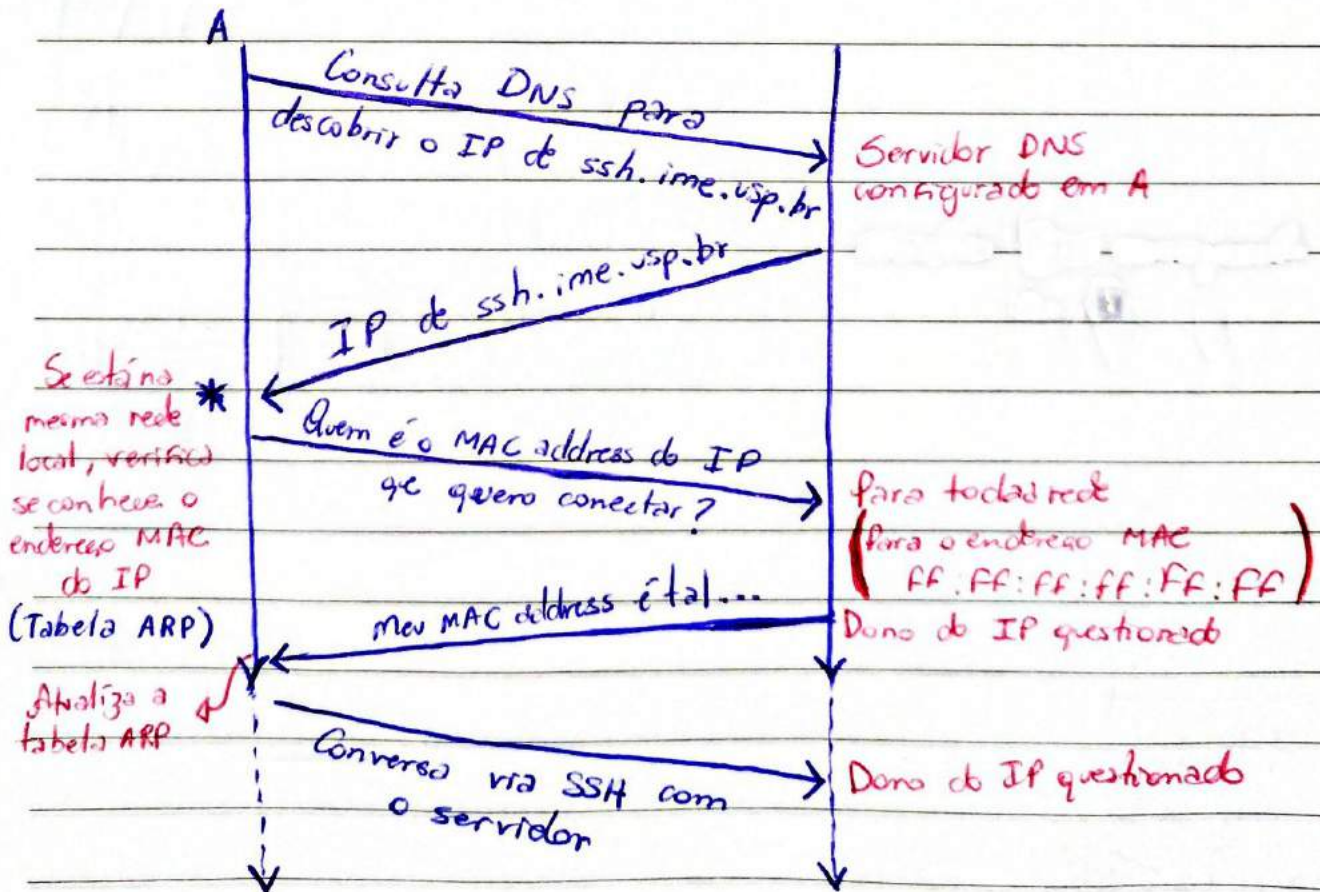 A
Consulta DNS para
descobrir o IP de ssh.ime.usp.br
Servidor DNS
configurado em A
IP de ssh.ime.usp.br
Se está na
mesma rede
local, verifica
se conhece o
endereço MAC
do IP
(Tabela ARP)
*
Quem é o MAC address do IP
qe quero conectar?
Para toda a rede
(Para o endereço MAC
ff:ff:ff:ff:ff:ff)
Meu MAC address é tal...
Dono do IP questionado
Atualiza a
tabela ARP
Conversa via SSH com
o servidor
Dono do IP questionado